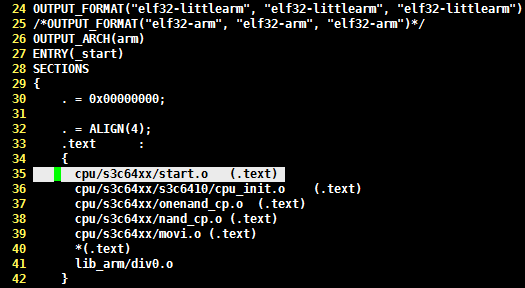 24 OUTPUT_FORMAT("elf32-littlearm", "elf32-littlearm", "elf32-littlearm")
25 /*OUTPUT_FORMAT("elf32-arm", "elf32-arm", "elf32-arm")*/
26 OUTPUT_ARCH(arm)
27 ENTRY(_start)
28 SECTIONS
29 {
30     . = 0x00000000;
31
32     . = ALIGN(4);
33     .text      :
34     {
35       cpu/s3c64xx/start.o   (.text)
36       cpu/s3c64xx/s3c6410/cpu_init.o    (.text)
37       cpu/s3c64xx/onenand_cp.o  (.text)
38       cpu/s3c64xx/nand_cp.o (.text)
39       cpu/s3c64xx/movi.o (.text)
40       *(.text)
41       lib_arm/div0.o
42     }